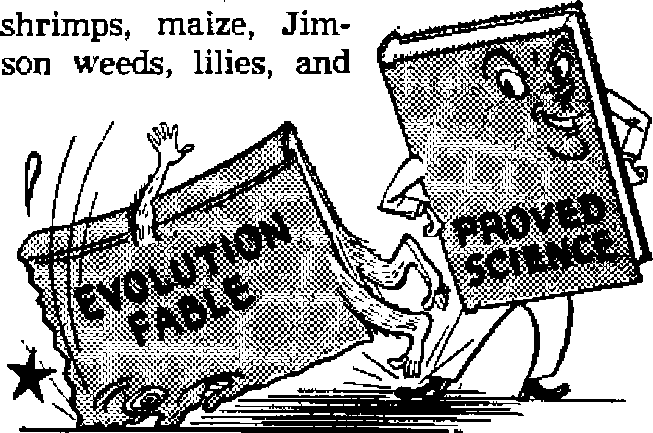 shrimps, maize, Jim-
son weeds, lilies, and
EVOLUTION
FABLE
PROVED
SCIENCE